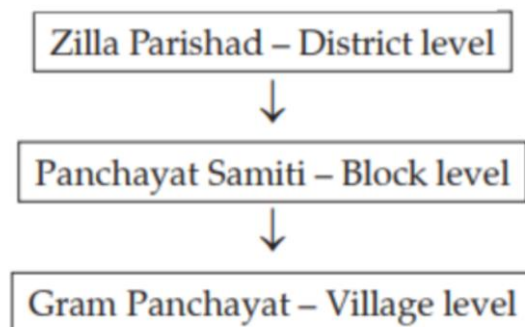 Zilla Parishad – District level
Panchayat Samiti – Block level
Gram Panchayat – Village level